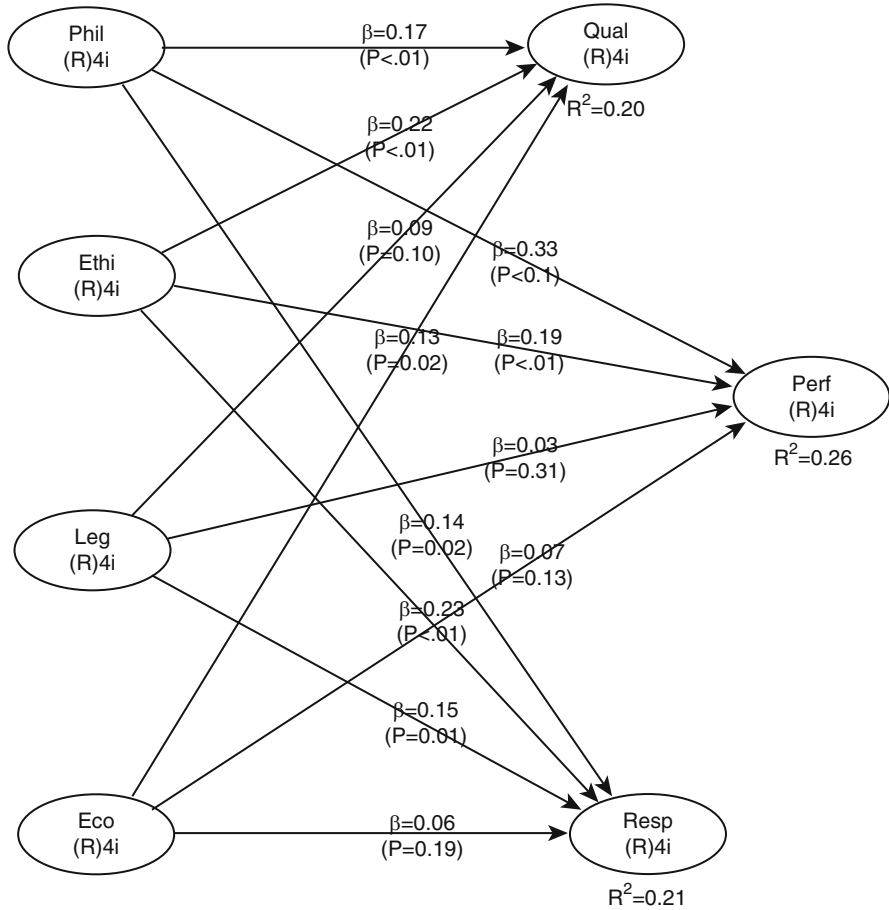 Phil
(R)4i
β=0.17
(P<.01)
Qual
(R)4i
R²=0.20
β=0.22
(P<.01)
β=0.09
(P=0.10)
Ethi
(R)4i
β=0.33
(P<0.1)
β=0.13
(P=0.02)
β=0.19
(P<.01)
Perf
(R)4i
R²=0.26
β=0.03
(P=0.31)
Leg
(R)4i
β=0.14
(P=0.02)
β=0.07
(P=0.13)
β=0.23
(P<.01)
β=0.15
(P=0.01)
Eco
(R)4i
β=0.06
(P=0.19)
Resp
(R)4i
R²=0.21